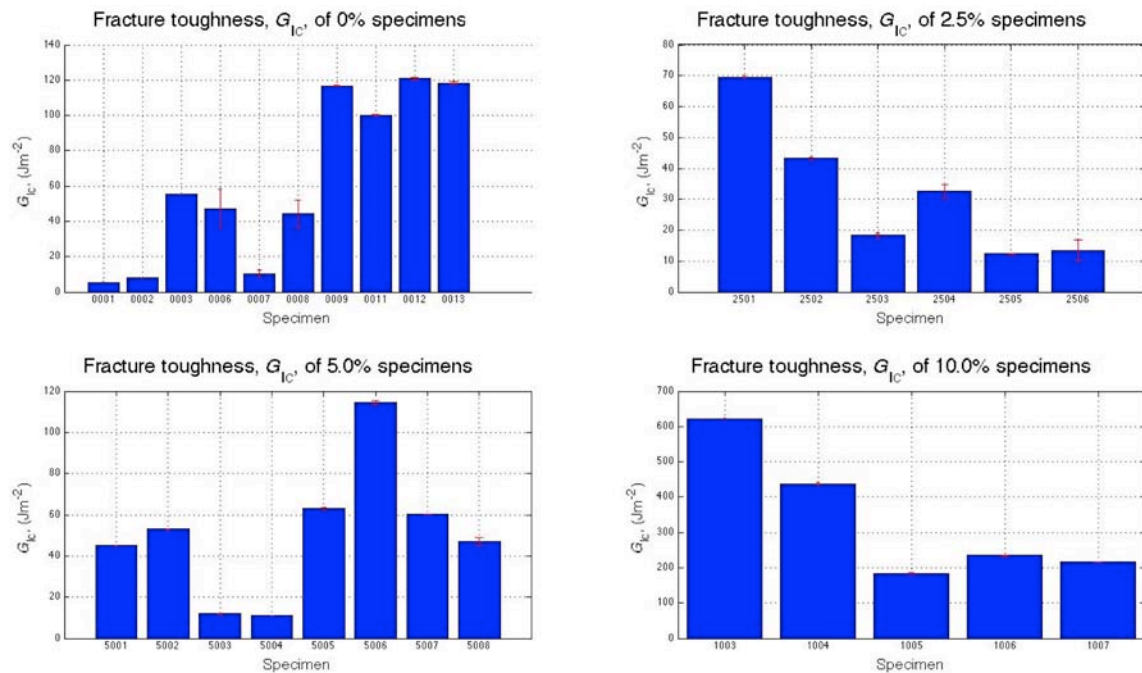 Fracture toughness, G_IC, of 0% specimens
140
120
100
80
60
40
20
0
G_Ic, (Jm^-2)
0001 0002 0003 0006 0007 0008 0009 0011 0012 0013
Specimen
Fracture toughness, G_IC, of 2.5% specimens
80
70
60
50
40
30
20
10
0
G_Ic, (Jm^-2)
2501 2502 2503 2504 2505 2506
Specimen
Fracture toughness, G_IC, of 5.0% specimens
120
100
80
60
40
20
0
G_Ic, (Jm^-2)
5001 5002 5003 5004 5005 5006 5007 5008
Specimen
Fracture toughness, G_IC, of 10.0% specimens
700
600
500
400
300
200
100
0
G_Ic, (Jm^-2)
1003 1004 1005 1006 1007
Specimen